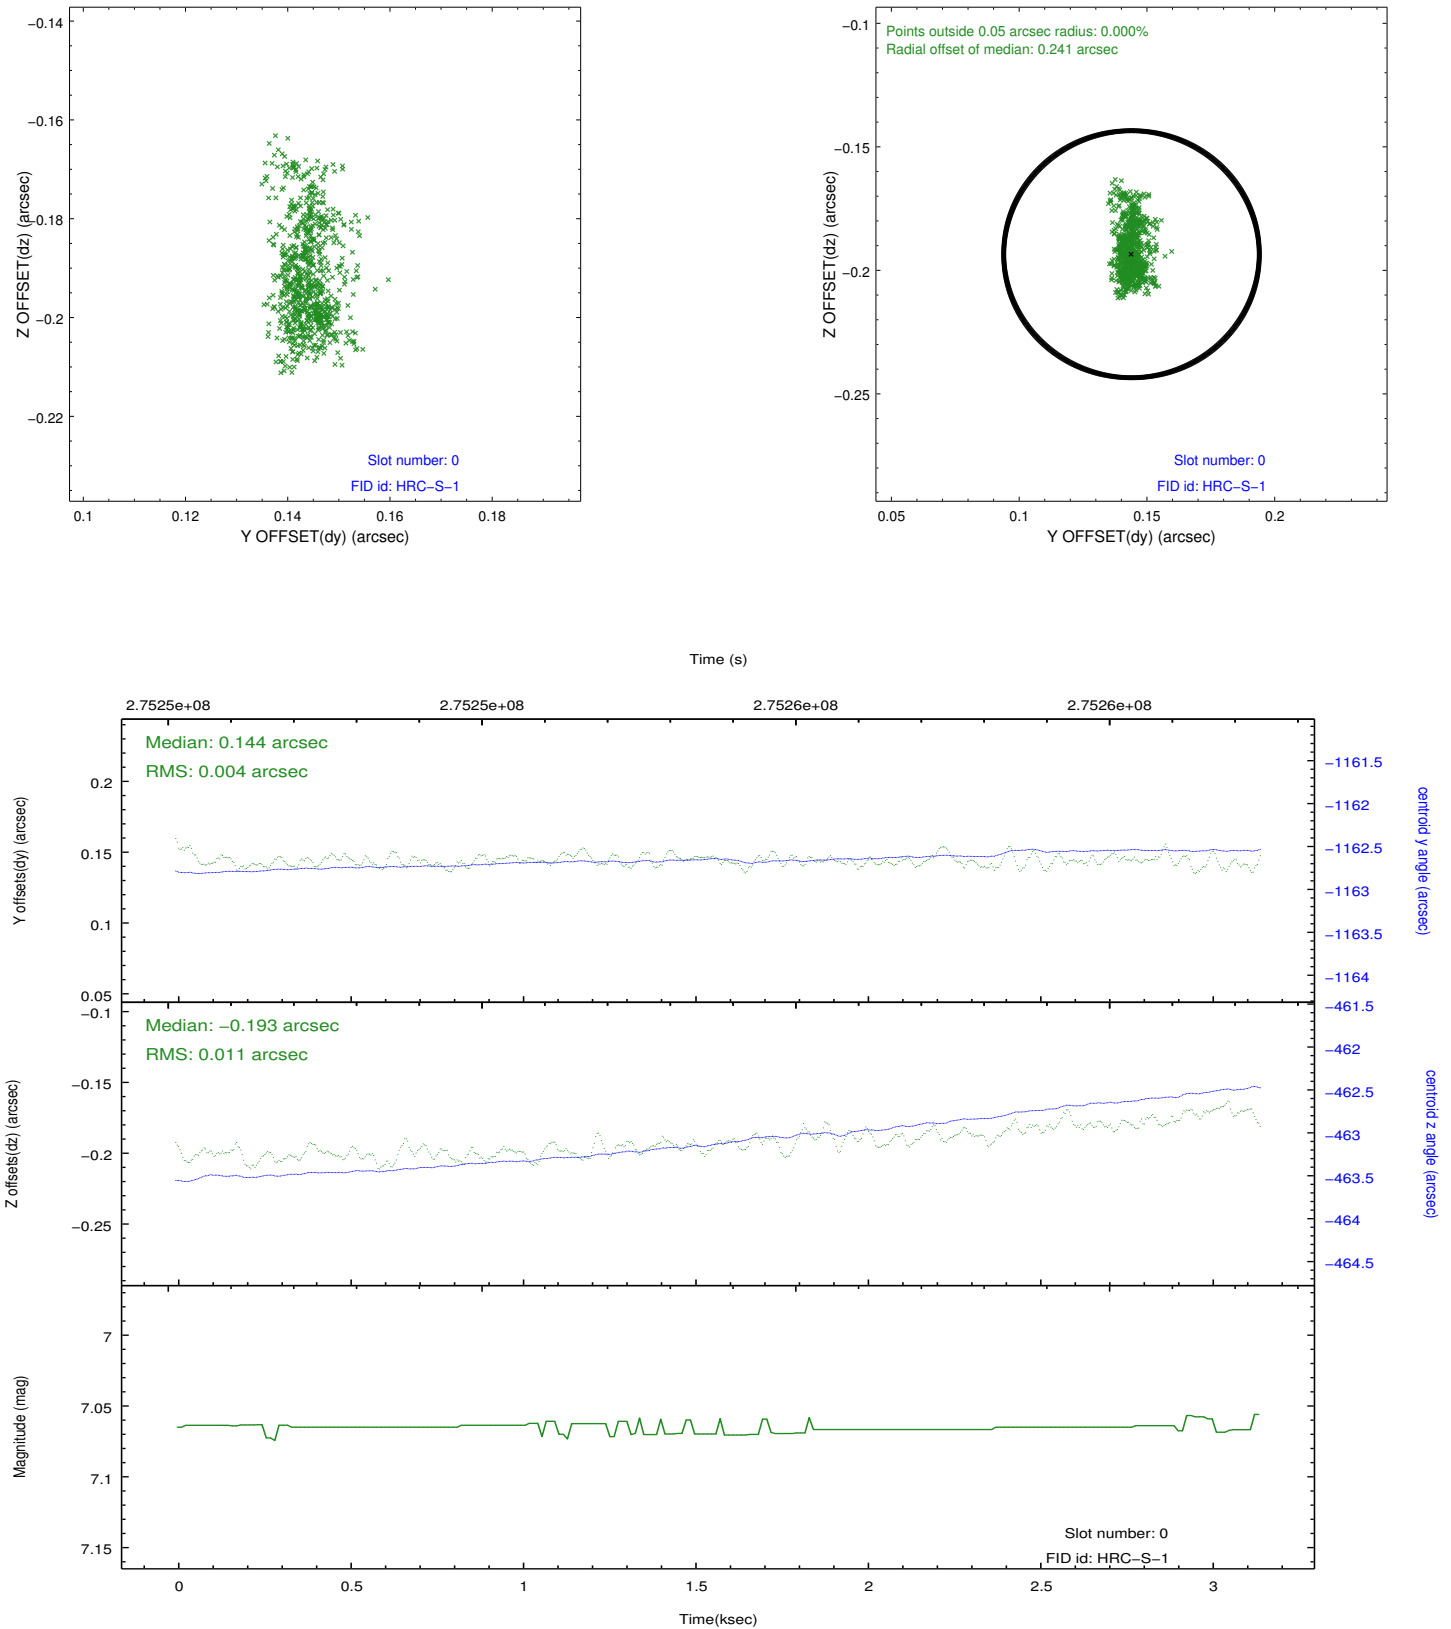 −0.14
−0.16
−0.18
−0.2
−0.22
Z OFFSET(dz) (arcsec)
Slot number: 0
FID id: HRC−S−1
0.1 0.12 0.14 0.16 0.18
Y OFFSET(dy) (arcsec)
Points outside 0.05 arcsec radius: 0.000%
Radial offset of median: 0.241 arcsec
−0.1
−0.15
−0.2
−0.25
Z OFFSET(dz) (arcsec)
Slot number: 0
FID id: HRC−S−1
0.05 0.1 0.15 0.2
Y OFFSET(dy) (arcsec)
Time (s)
2.7525e+08 2.7525e+08 2.7526e+08 2.7526e+08
Median: 0.144 arcsec
RMS: 0.004 arcsec
0.2
0.15
0.1
0.05
Y offsets(dy) (arcsec)
−1161.5
−1162
−1162.5
−1163
−1163.5
−1164
centroid y angle (arcsec)
Median: −0.193 arcsec
RMS: 0.011 arcsec
−0.1
−0.15
−0.2
−0.25
Z offsets(dz) (arcsec)
−461.5
−462
−462.5
−463
−463.5
−464
−464.5
centroid z angle (arcsec)
7
7.05
7.1
7.15
Magnitude (mag)
Slot number: 0
FID id: HRC−S−1
0 0.5 1 1.5 2 2.5 3
Time(ksec)